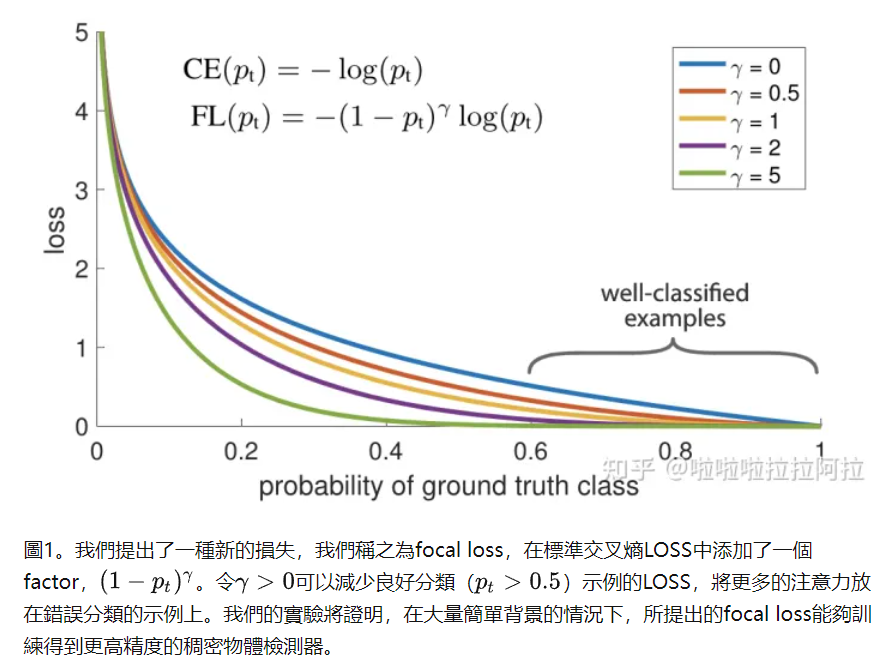 5
4
3
2
1
0
loss
CE(pₜ) = − log(pₜ)
FL(pₜ) = −(1 − pₜ)^γ log(pₜ)
γ = 0
γ = 0.5
γ = 1
γ = 2
γ = 5
well-classified
examples
0 0.2 0.4 0.6 0.8 1
probability of ground truth class
知乎 @啦啦啦拉拉阿拉
圖1。我們提出了一種新的損失，我們稱之為focal loss，在標準交叉熵LOSS中添加了一個
factor，(1 − pₜ)^γ。令γ > 0可以減少良好分類（pₜ > 0.5）示例的LOSS，將更多的注意力放
在錯誤分類的示例上。我們的實驗將證明，在大量簡單背景的情況下，所提出的focal loss能夠訓
練得到更高精度的稠密物體檢測器。